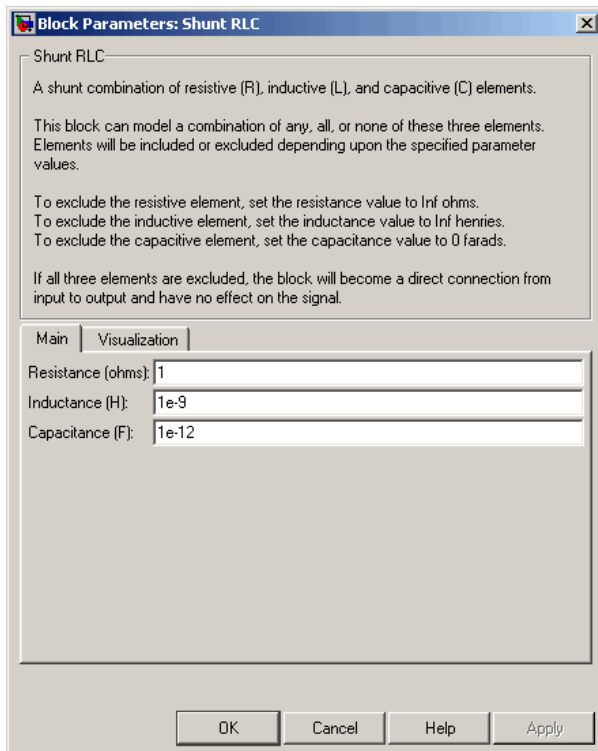 Block Parameters: Shunt RLC
Shunt RLC
A shunt combination of resistive (R), inductive (L), and capacitive (C) elements.
This block can model a combination of any, all, or none of these three elements.
Elements will be included or excluded depending upon the specified parameter
values.
To exclude the resistive element, set the resistance value to Inf ohms.
To exclude the inductive element, set the inductance value to Inf henries.
To exclude the capacitive element, set the capacitance value to 0 farads.
If all three elements are excluded, the block will become a direct connection from
input to output and have no effect on the signal.
Main Visualization
Resistance (ohms): 1
Inductance (H): 1e-9
Capacitance (F): 1e-12
OK Cancel Help Apply